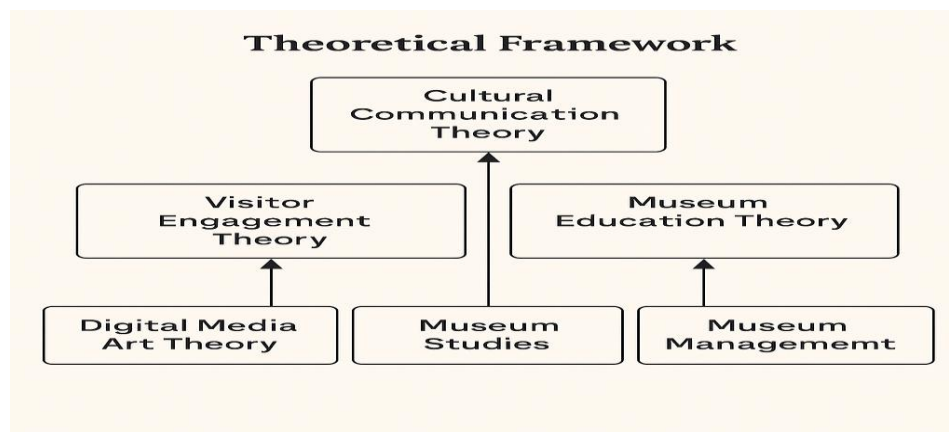 Theoretical Framework
Cultural
Communication
Theory
Visitor
Engagement
Theory
Museum
Education Theory
Digital Media
Art Theory
Museum
Studies
Museum
Managememt